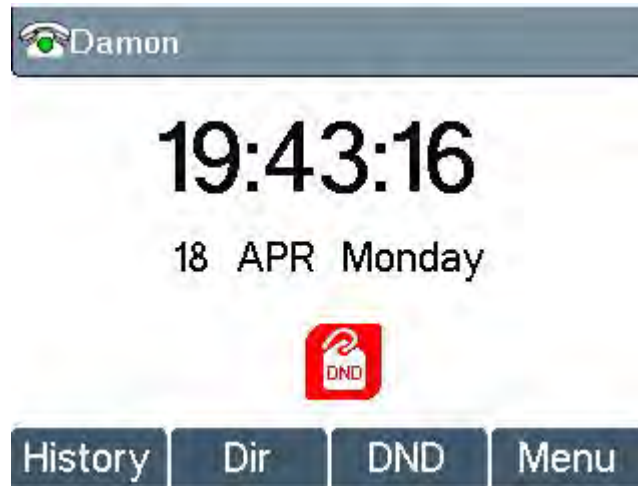 Damon
19:43:16
18 APR Monday
DND
History Dir DND Menu